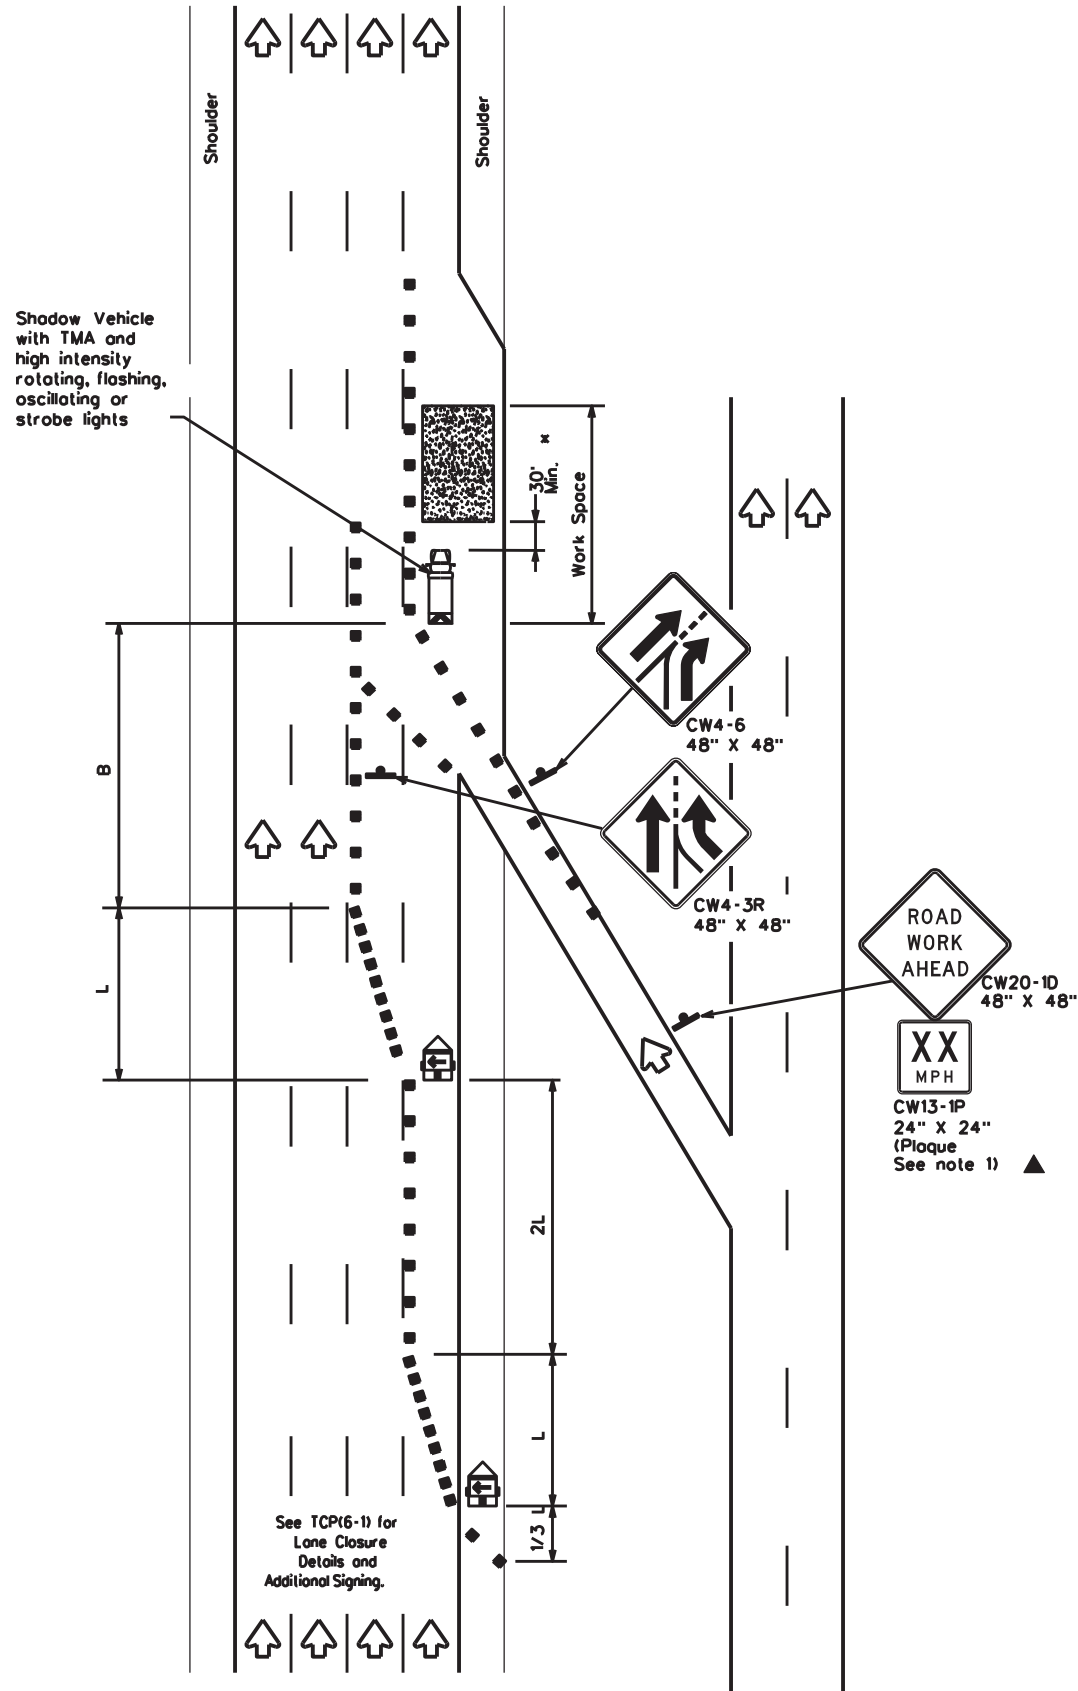 Shoulder
Shoulder
Shadow Vehicle
with TMA and
high intensity
rotating, flashing,
oscillating or
strobe lights
30'
Min.
x
Work Space
CW4-6
48" X 48"
B
CW4-3R
48" X 48"
ROAD
WORK
AHEAD
CW20-1D
48" X 48"
L
XX
MPH
CW13-1P
24" X 24"
(Plaque
See note 1)
2L
L
1/3 L
See TCP(6-1) for
Lane Closure
Details and
Additional Signing.